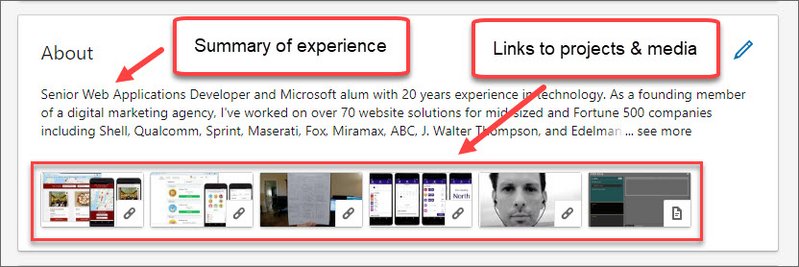 About
Summary of experience
Links to projects & media
Senior Web Applications Developer and Microsoft alum with 20 years experience in technology. As a founding member
of a digital marketing agency, I've worked on over 70 website solutions for mid-sized and Fortune 500 companies
including Shell, Qualcomm, Sprint, Maserati, Fox, Miramax, ABC, J. Walter Thompson, and Edelman ... see more
North